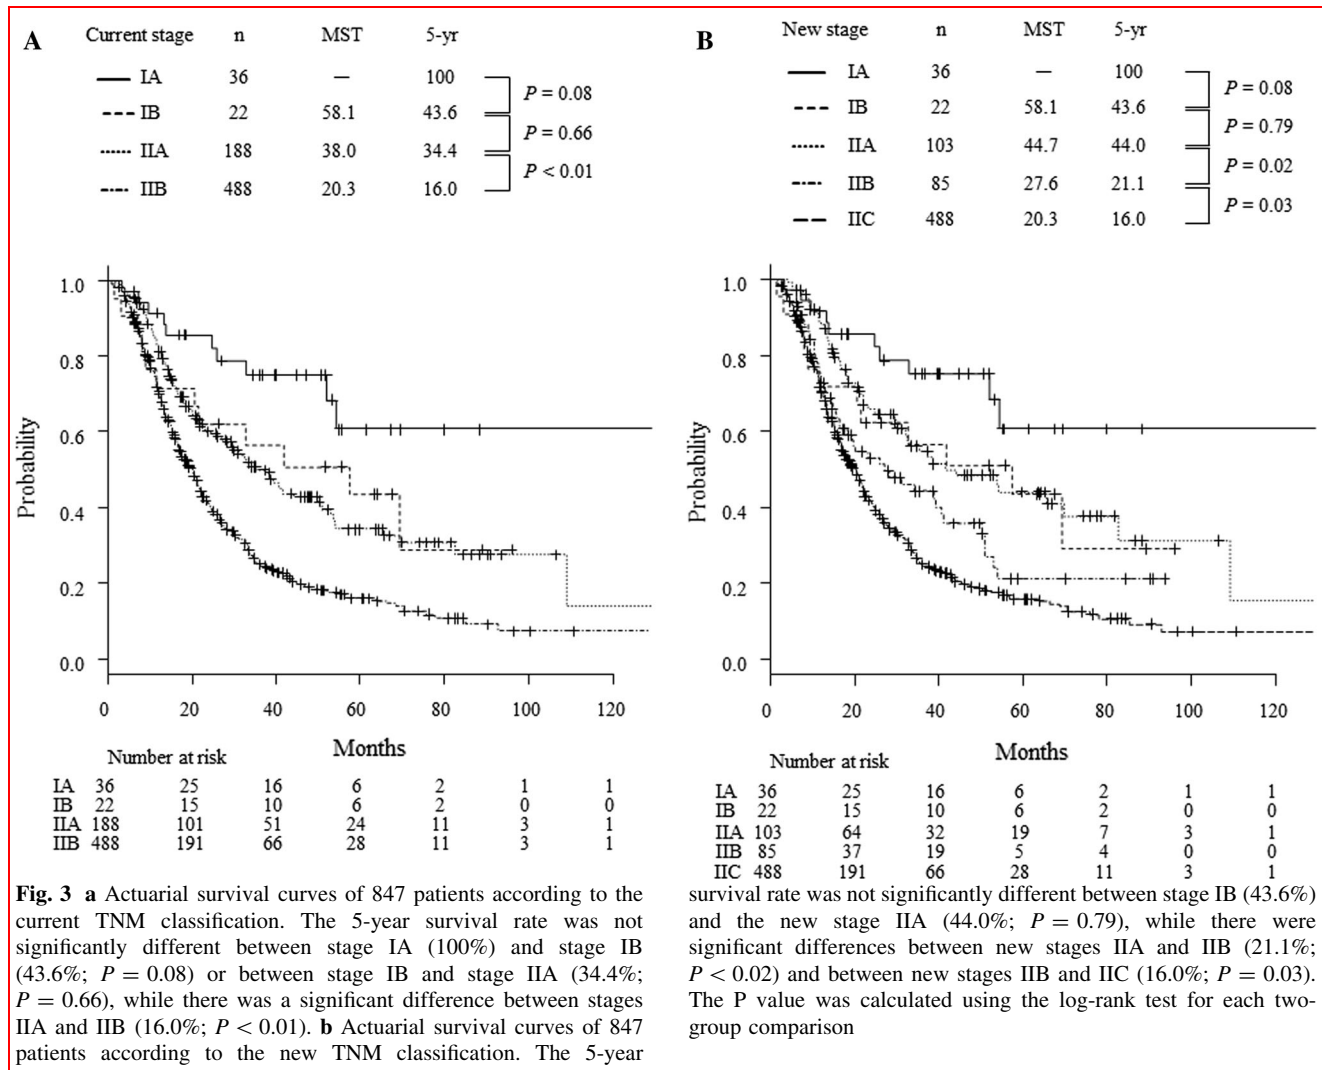 A
Current stage n MST 5-yr
IA 36 — 100
P = 0.08
IB 22 58.1 43.6
P = 0.66
IIA 188 38.0 34.4
P < 0.01
IIB 488 20.3 16.0
1.0
0.8
0.6
0.4
0.2
0.0
Probability
0 20 40 60 80 100 120
Months
Number at risk
IA 36 25 16 6 2 1 1
IB 22 15 10 6 2 0 0
IIA 188 101 51 24 11 3 1
IIB 488 191 66 28 11 3 1
B
New stage n MST 5-yr
IA 36 — 100
P = 0.08
IB 22 58.1 43.6
P = 0.79
IIA 103 44.7 44.0
P = 0.02
IIB 85 27.6 21.1
P = 0.03
IIC 488 20.3 16.0
1.0
0.8
0.6
0.4
0.2
0.0
Probability
0 20 40 60 80 100 120
Months
Number at risk
IA 36 25 16 6 2 1 1
IB 22 15 10 6 2 0 0
IIA 103 64 32 19 7 3 1
IIB 85 37 19 5 4 0 0
IIC 488 191 66 28 11 3 1
Fig. 3 a Actuarial survival curves of 847 patients according to the
current TNM classification. The 5-year survival rate was not
significantly different between stage IA (100%) and stage IB
(43.6%; P = 0.08) or between stage IB and stage IIA (34.4%;
P = 0.66), while there was a significant difference between stages
IIA and IIB (16.0%; P < 0.01). b Actuarial survival curves of 847
patients according to the new TNM classification. The 5-year
survival rate was not significantly different between stage IB (43.6%)
and the new stage IIA (44.0%; P = 0.79), while there were
significant differences between new stages IIA and IIB (21.1%;
P < 0.02) and between new stages IIB and IIC (16.0%; P = 0.03).
The P value was calculated using the log-rank test for each two-
group comparison